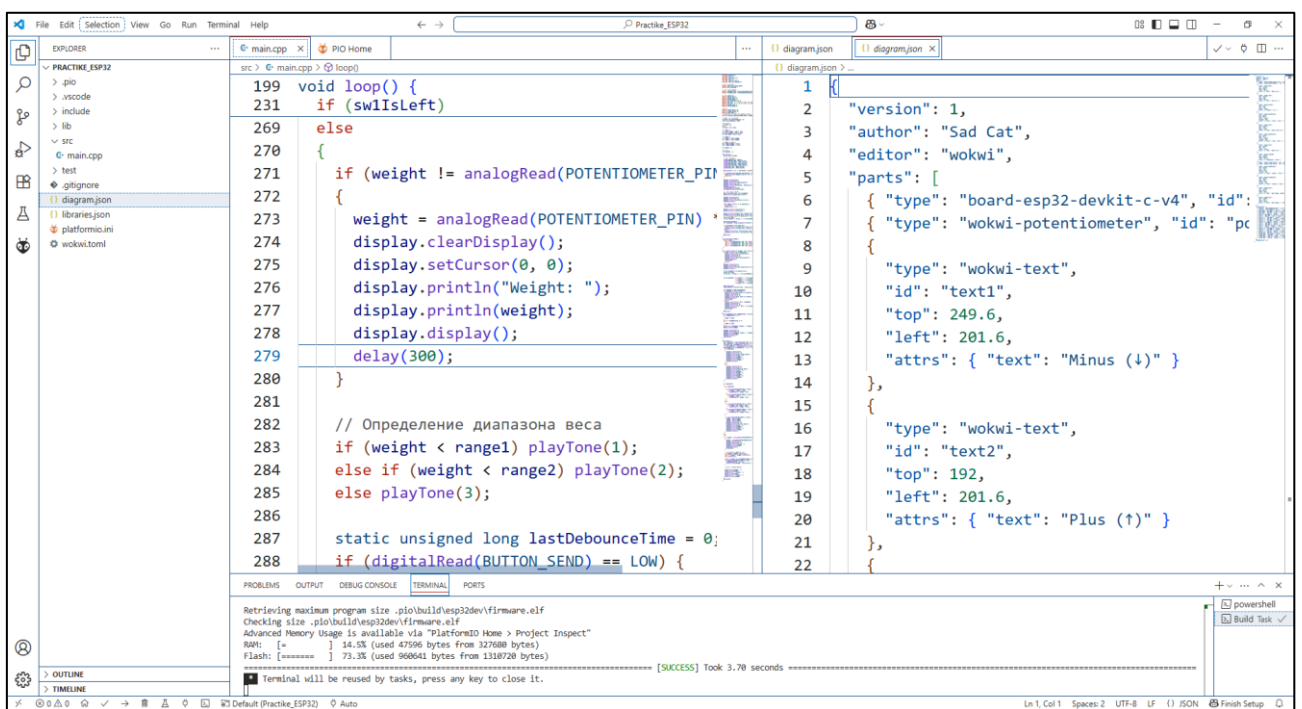 File Edit Selection View Go Run Terminal Help
Practike_ESP32
EXPLORER
PRACTIKE_ESP32
.pio
.vscode
include
lib
src
main.cpp
test
.gitignore
diagram.json
libraries.json
platformio.ini
wokwi.toml
OUTLINE
TIMELINE
main.cpp PIO Home
src > main.cpp > loop()
199 void loop() {
231 if (sw1IsLeft)
269 else
270 {
271 if (weight != analogRead(POTENTIOMETER_PIN
272 {
273 weight = analogRead(POTENTIOMETER_PIN) *
274 display.clearDisplay();
275 display.setCursor(0, 0);
276 display.println("Weight: ");
277 display.println(weight);
278 display.display();
279 delay(300);
280 }
281
282 // Определение диапазона веса
283 if (weight < range1) playTone(1);
284 else if (weight < range2) playTone(2);
285 else playTone(3);
286
287 static unsigned long lastDebounceTime = 0;
288 if (digitalRead(BUTTON_SEND) == LOW) {
{} diagram.json {} diagram.json
{} diagram.json > ...
1 {
2 "version": 1,
3 "author": "Sad Cat",
4 "editor": "wokwi",
5 "parts": [
6 { "type": "board-esp32-devkit-c-v4", "id":
7 { "type": "wokwi-potentiometer", "id": "po
8 {
9 "type": "wokwi-text",
10 "id": "text1",
11 "top": 249.6,
12 "left": 201.6,
13 "attrs": { "text": "Minus (↓)" }
14 },
15 {
16 "type": "wokwi-text",
17 "id": "text2",
18 "top": 192,
19 "left": 201.6,
20 "attrs": { "text": "Plus (↑)" }
21 },
22 {
PROBLEMS OUTPUT DEBUG CONSOLE TERMINAL PORTS
Retrieving maximum program size .pio\build\esp32dev\firmware.elf
Checking size .pio\build\esp32dev\firmware.elf
Advanced Memory Usage is available via "PlatformIO Home > Project Inspect"
RAM: [= ] 14.5% (used 47596 bytes from 327680 bytes)
Flash: [======= ] 73.3% (used 960641 bytes from 1310720 bytes)
[SUCCESS] Took 3.70 seconds
* Terminal will be reused by tasks, press any key to close it.
powershell
Build Task
0 0 Default (Practike_ESP32) Auto
Ln 1, Col 1 Spaces: 2 UTF-8 LF {} JSON Finish Setup